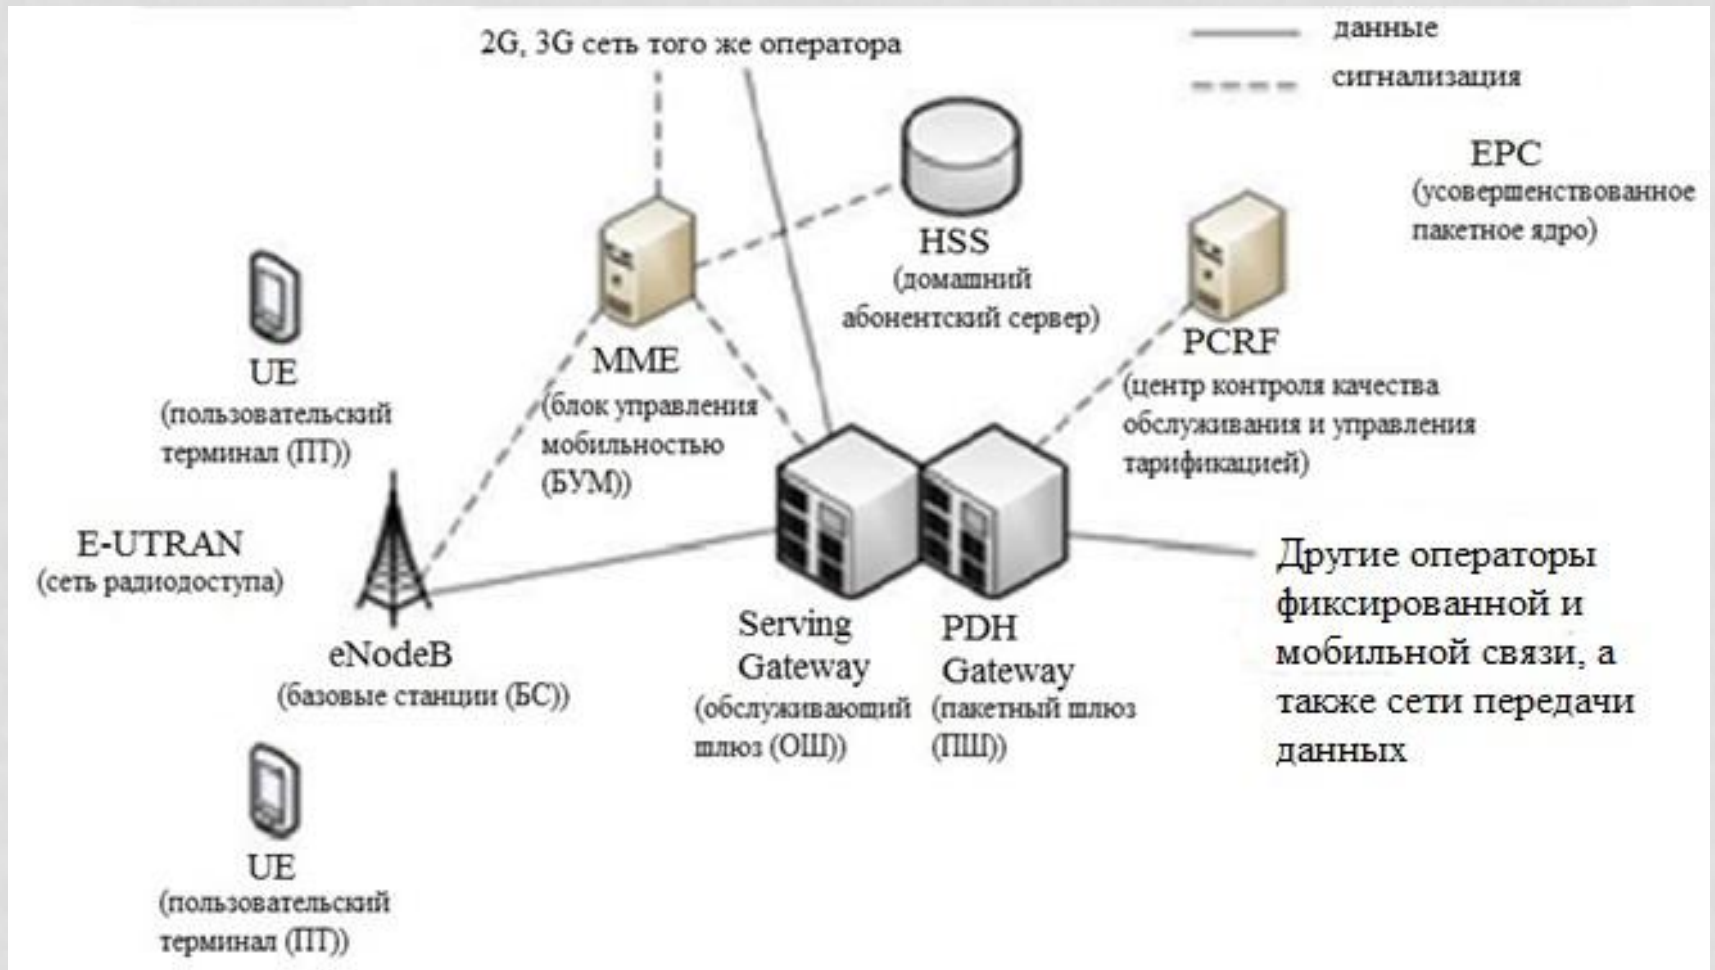 2G, 3G сеть того же оператора
данные
сигнализация
EPC
(усовершенствованное
пакетное ядро)
HSS
(домашний
абонентский сервер)
PCRF
(центр контроля качества
обслуживания и управления
тарификацией)
MME
(блок управления
мобильностью
(БУМ))
UE
(пользовательский
терминал (ПТ))
E-UTRAN
(сеть радиодоступа)
eNodeB
(базовые станции (БС))
Serving
Gateway
(обслуживающий
шлюз (ОШ))
PDH
Gateway
(пакетный шлюз
(ПШ))
Другие операторы
фиксированной и
мобильной связи, а
также сети передачи
данных
UE
(пользовательский
терминал (ПТ))